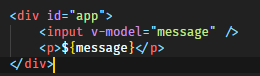 <div id="app">
    <input v-model="message" />
    <p>${message}</p>
</div>